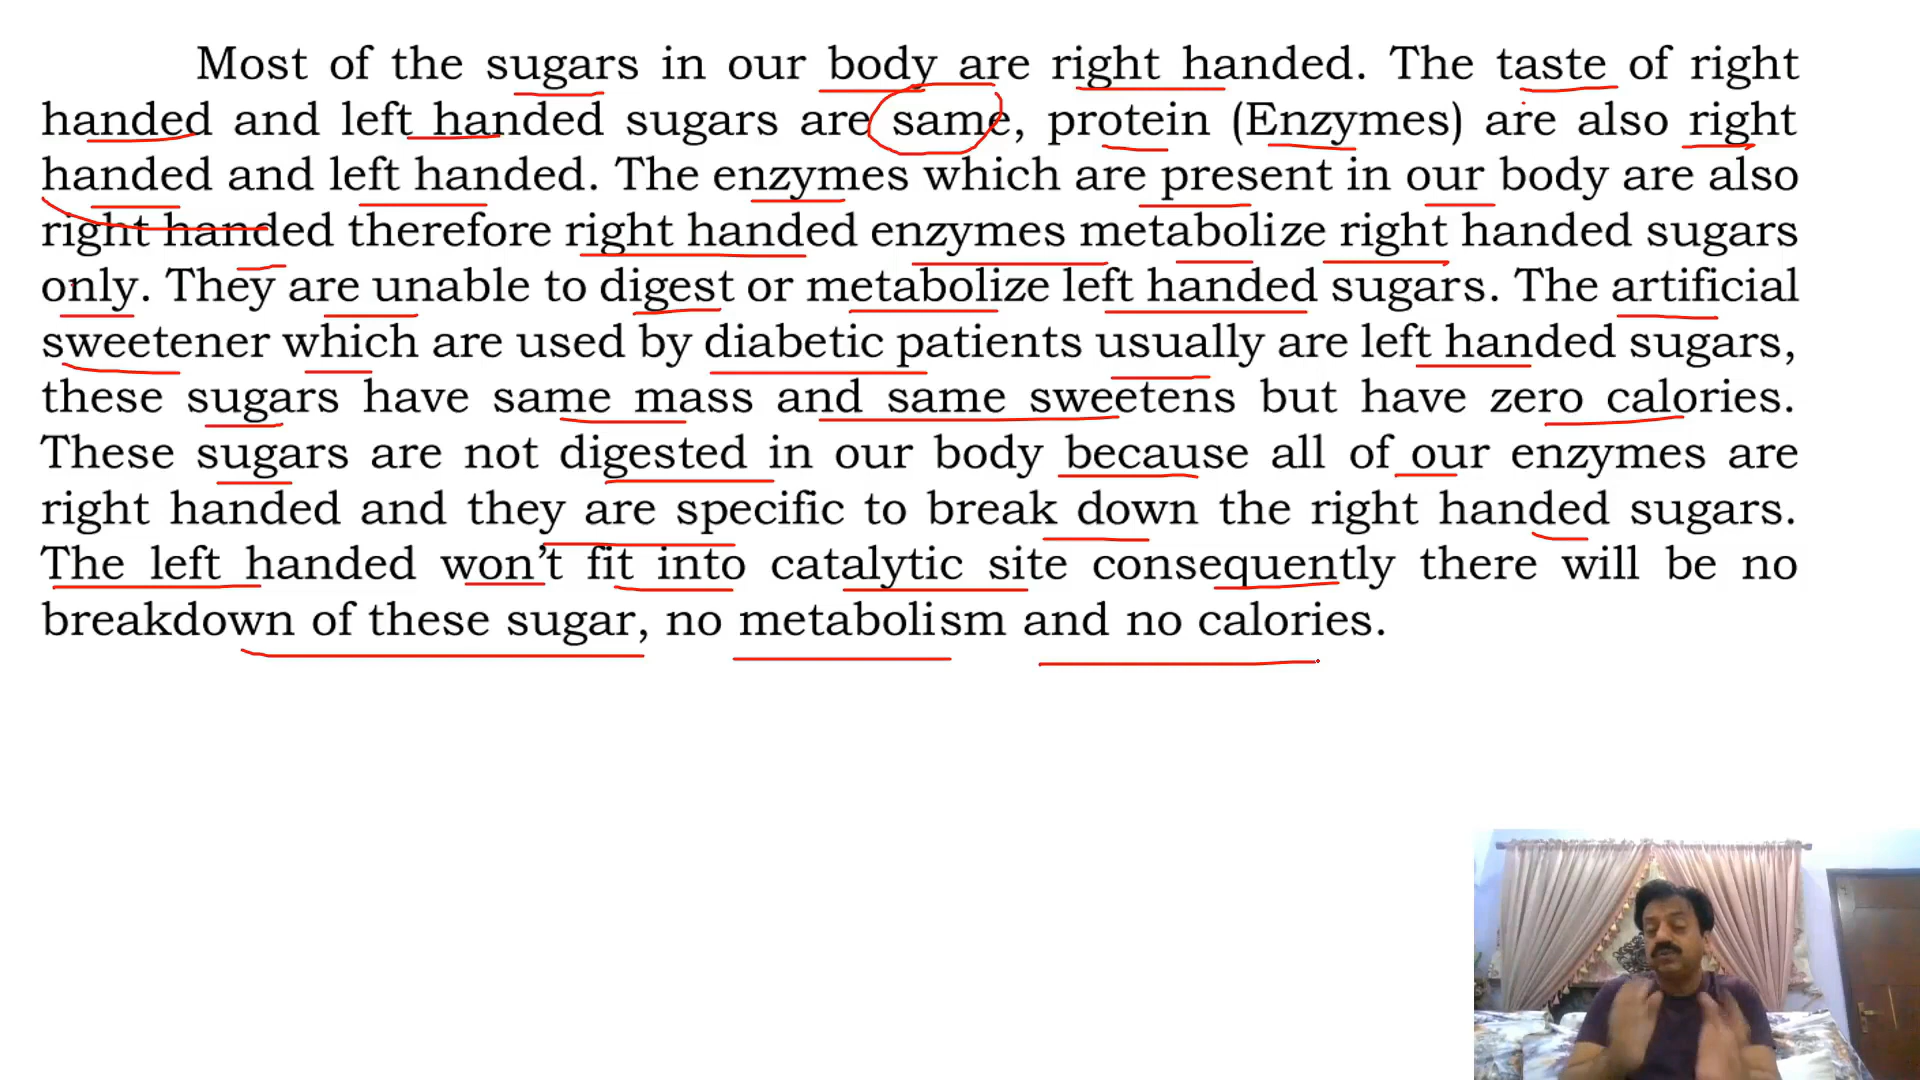 Most of the sugars in our body are right handed. The taste of right
handed and left handed sugars are same, protein (Enzymes) are also right
handed and left handed. The enzymes which are present in our body are also
right handed therefore right handed enzymes metabolize right handed sugars
only. They are unable to digest or metabolize left handed sugars. The artificial
sweetener which are used by diabetic patients usually are left handed sugars,
these sugars have same mass and same sweetens but have zero calories.
These sugars are not digested in our body because all of our enzymes are
right handed and they are specific to break down the right handed sugars.
The left handed won't fit into catalytic site consequently there will be no
breakdown of these sugar, no metabolism and no calories.